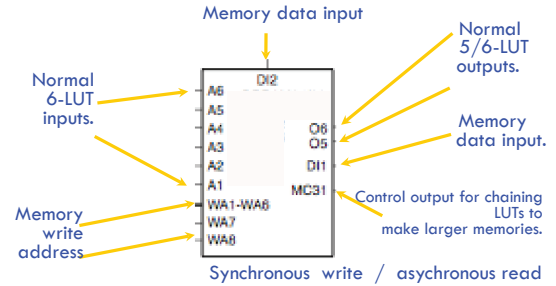 Memory data input
Normal
6-LUT
inputs.
Normal
5/6-LUT
outputs.
DI2
A6
A5
A4
A3
A2
A1
WA1-WA6
WA7
WA8
O6
O5
DI1
MC31
Memory
data input.
Memory
write
address
Control output for chaining
LUTs to
make larger memories.
Synchronous write / asychronous read